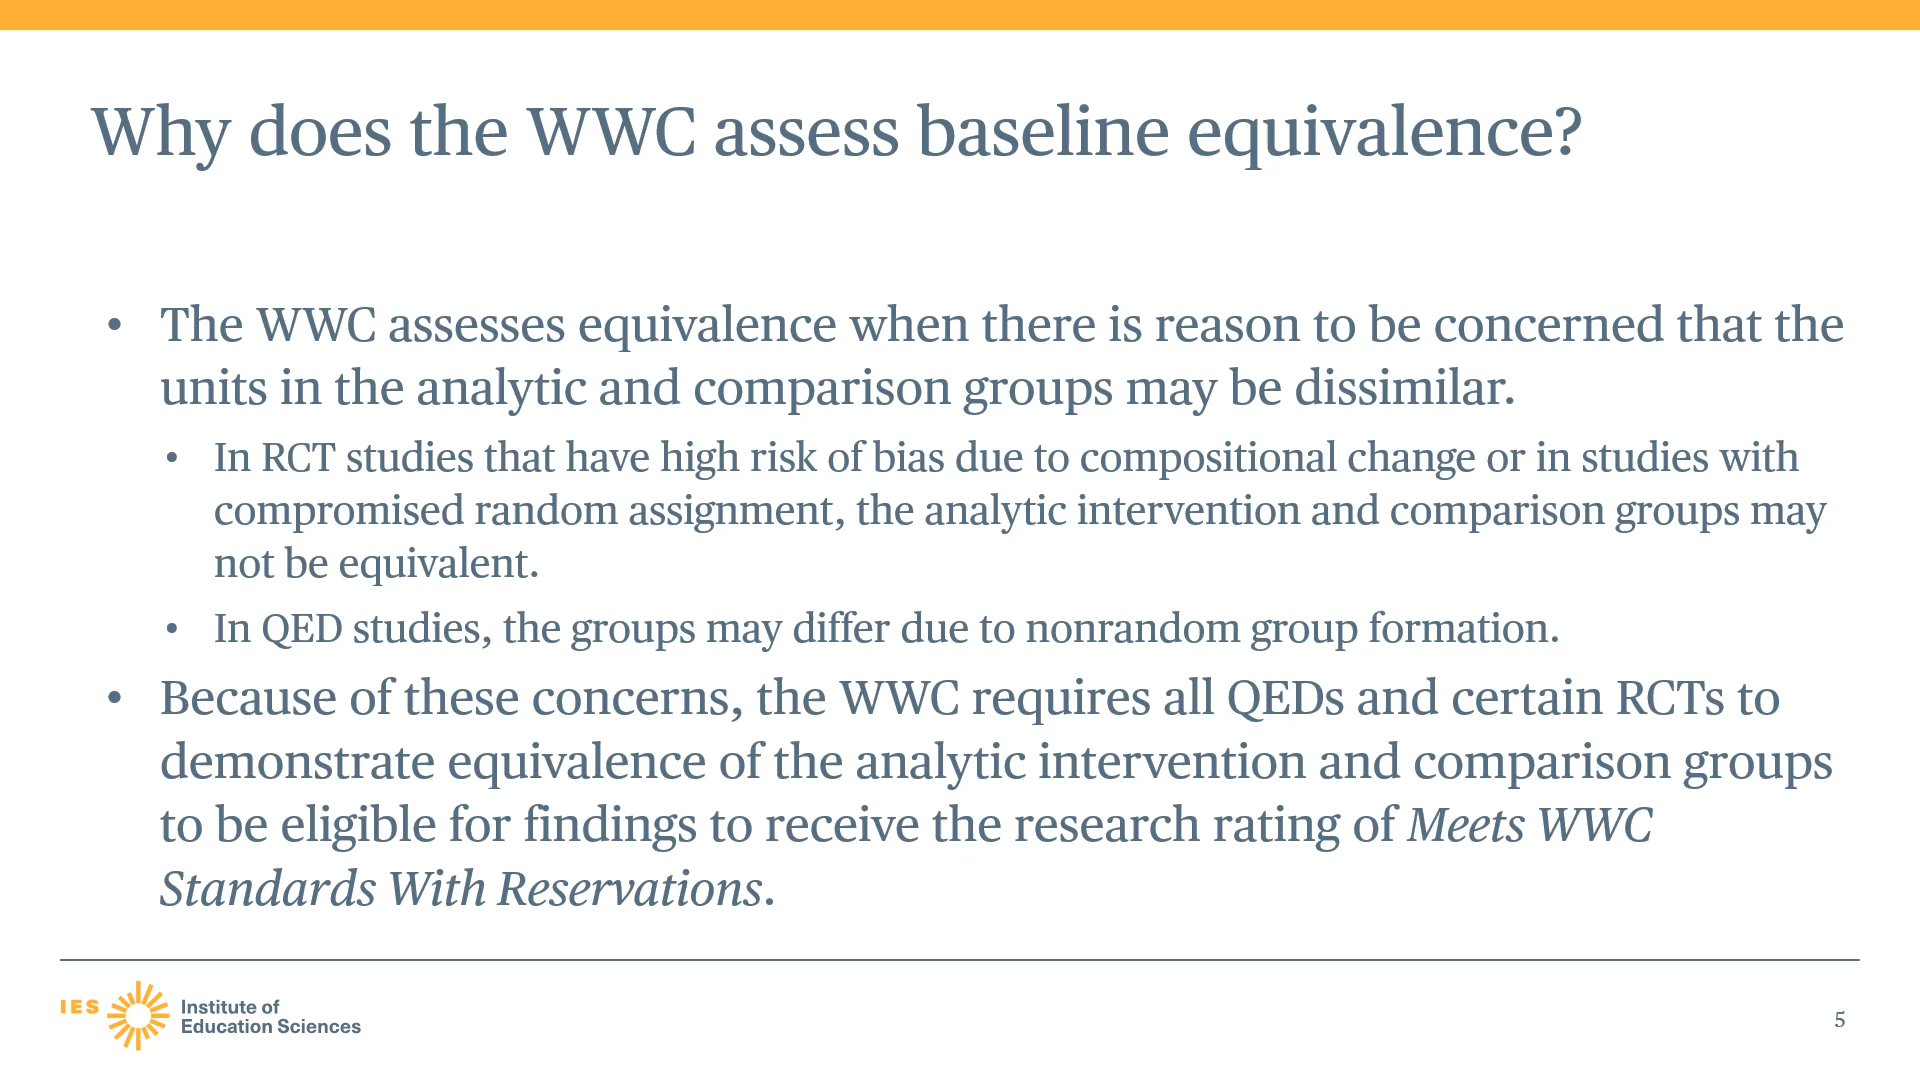 Why does the WWC assess baseline equivalence?
• The WWC assesses equivalence when there is reason to be concerned that the
units in the analytic and comparison groups may be dissimilar.
• In RCT studies that have high risk of bias due to compositional change or in studies with
compromised random assignment, the analytic intervention and comparison groups may
not be equivalent.
• In QED studies, the groups may differ due to nonrandom group formation.
• Because of these concerns, the WWC requires all QEDs and certain RCTs to
demonstrate equivalence of the analytic intervention and comparison groups
to be eligible for findings to receive the research rating of Meets WWC
Standards With Reservations.
IES
Institute of
Education Sciences
5